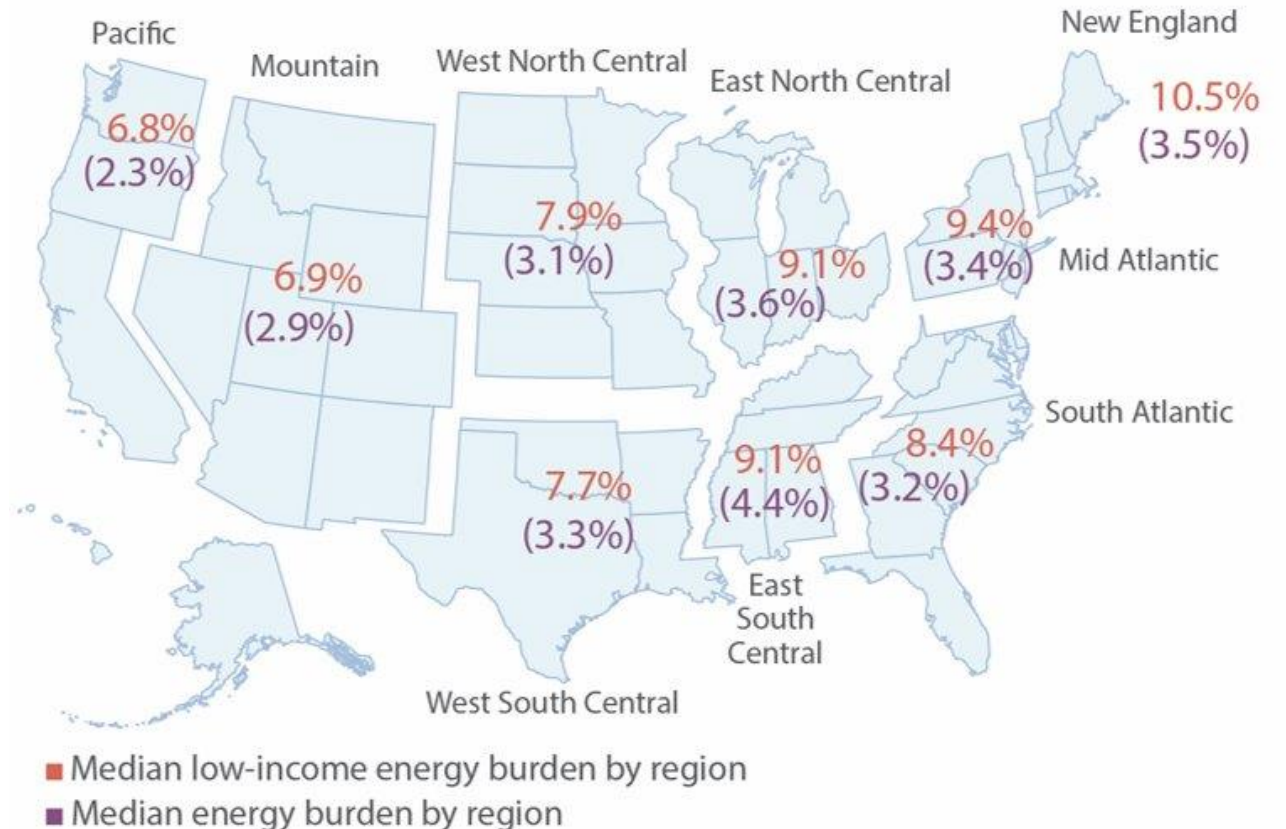 Pacific
6.8%
(2.3%)
Mountain
6.9%
(2.9%)
West North Central
7.9%
(3.1%)
East North Central
9.1%
(3.6%)
New England
10.5%
(3.5%)
9.4%
(3.4%)
Mid Atlantic
South Atlantic
8.4%
(3.2%)
9.1%
(4.4%)
East
South
Central
7.7%
(3.3%)
West South Central
Median low-income energy burden by region
Median energy burden by region